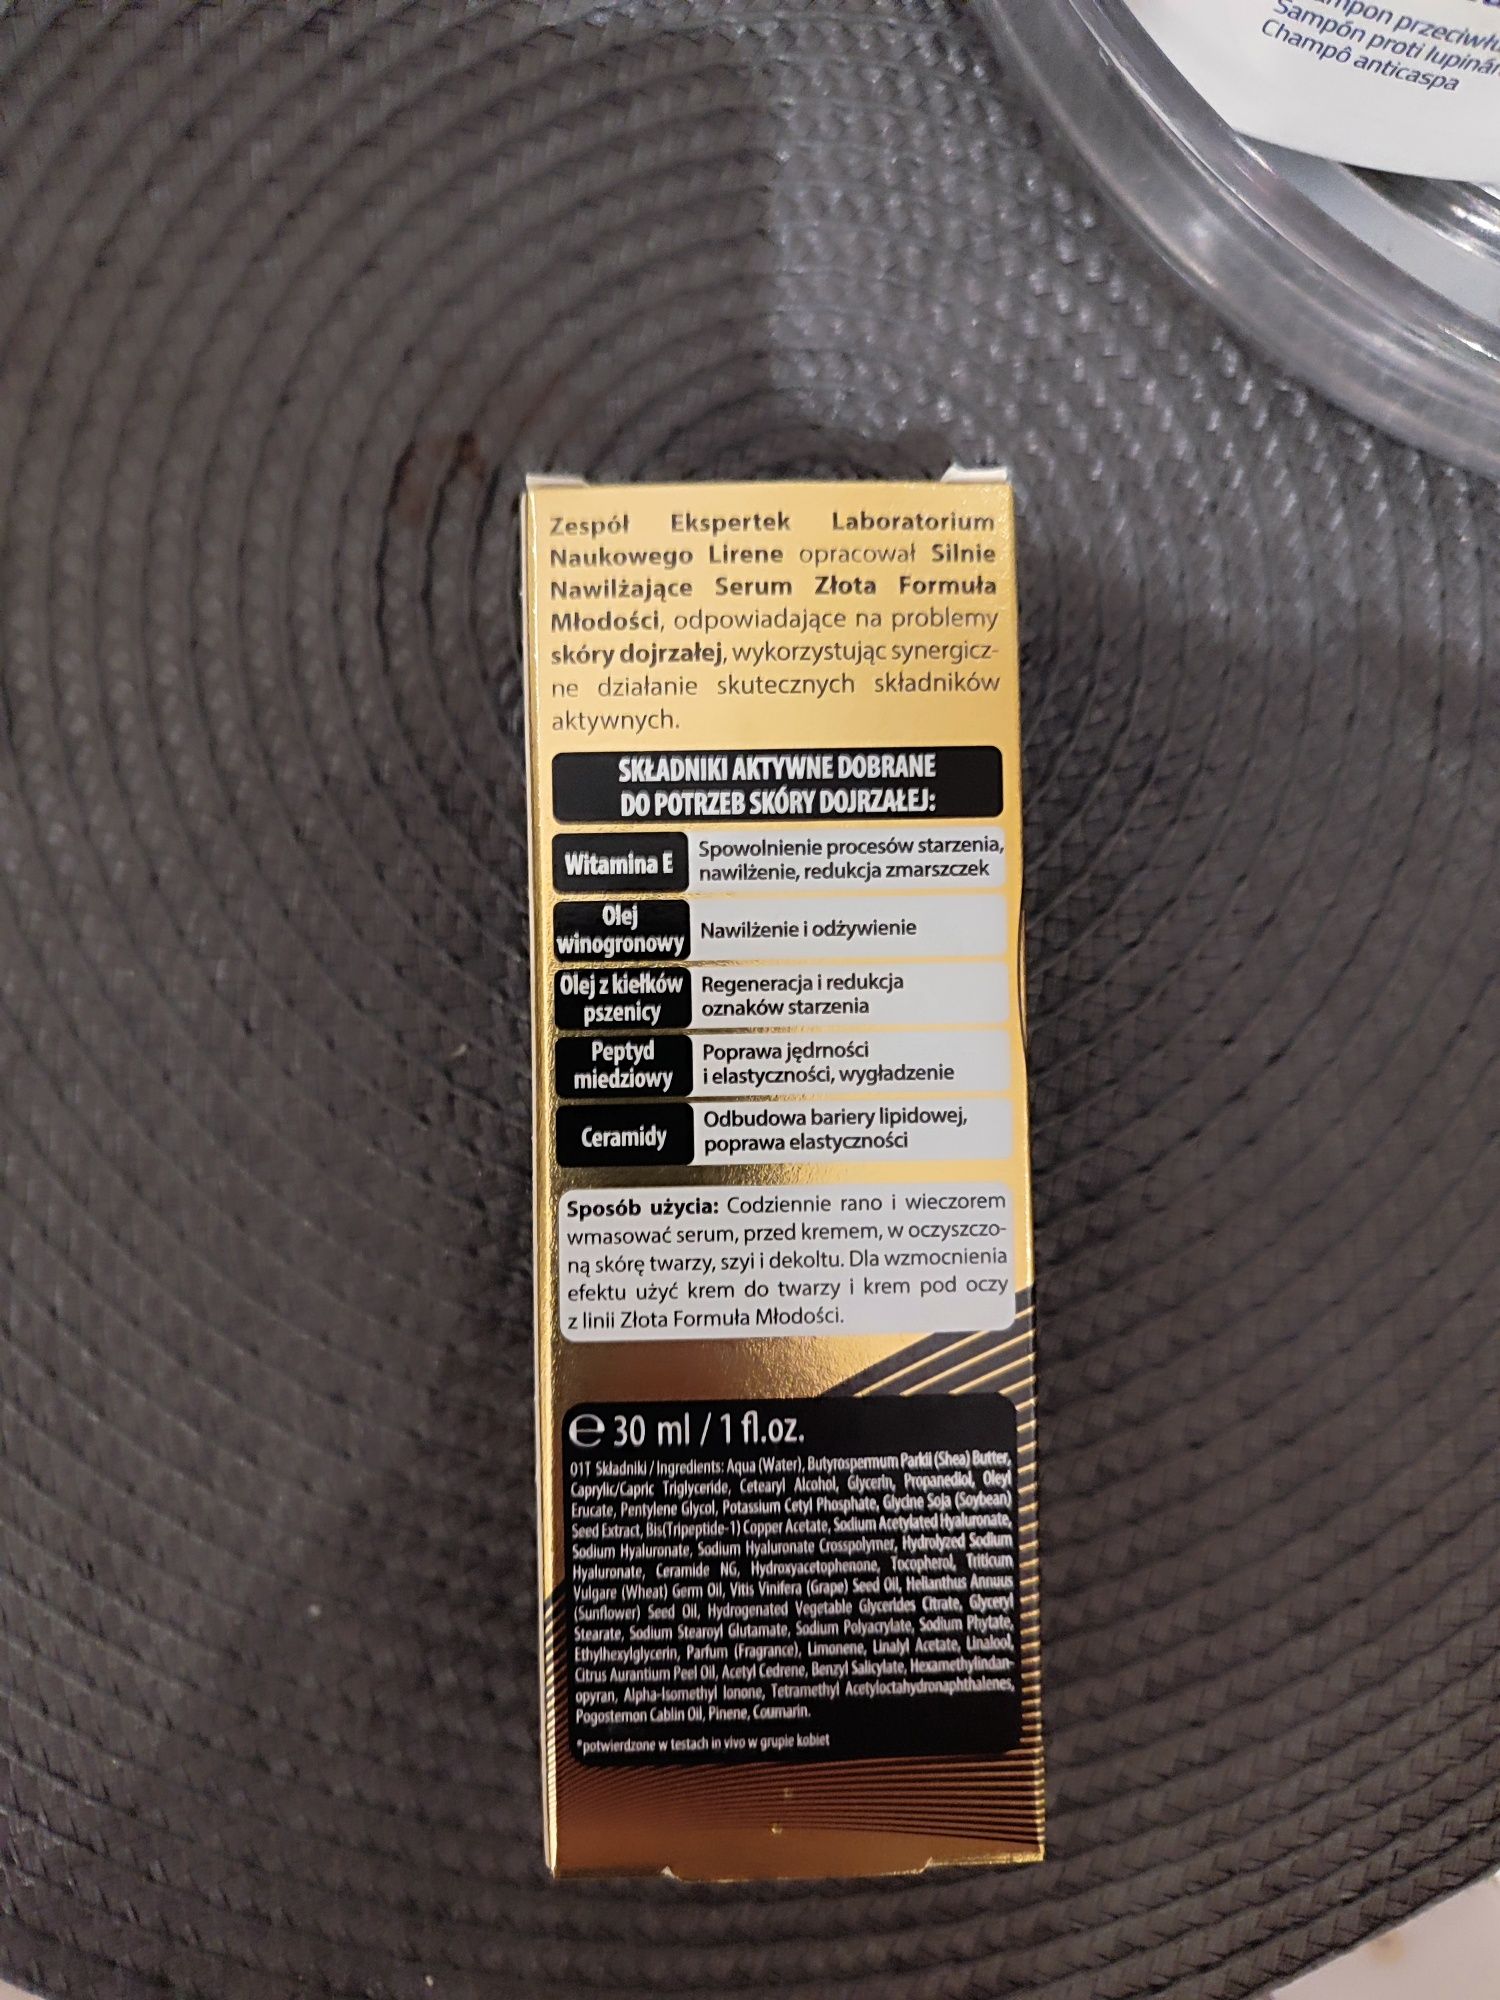 przeciwłu
Sampón proti lupinám
Champô anticaspa
Zespół Ekspertek Laboratorium
Naukowego Lirene opracował Silnie
Nawilżające Serum Złota Formuła
Młodości, odpowiadające na problemy
skóry dojrzałej, wykorzystując synergicz-
ne działanie skutecznych składników
aktywnych.
SKŁADNIKI AKTYWNE DOBRANE
DO POTRZEB SKÓRY DOJRZAŁEJ:
Witamina E
Spowolnienie procesów starzenia,
nawilżenie, redukcja zmarszczek
Olej
winogronowy
Nawilżenie i odżywienie
Olej z kiełków
pszenicy
Regeneracja i redukcja
oznaków starzenia
Peptyd
miedziowy
Poprawa jędrności
i elastyczności, wygładzenie
Ceramidy
Odbudowa bariery lipidowej,
poprawa elastyczności
Sposób użycia: Codziennie rano i wieczorem
wmasować serum, przed kremem, w oczyszczo-
ną skórę twarzy, szyi i dekoltu. Dla wzmocnienia
efektu użyć krem do twarzy i krem pod oczy
z linii Złota Formuła Młodości.
℮ 30 ml / 1 fl.oz.
01T Składniki / Ingredients: Aqua (Water), Butyrospermum Parkii (Shea) Butter,
Caprylic/Capric Triglyceride, Cetearyl Alcohol, Glycerin, Propanediol, Oleyl
Erucate, Pentylene Glycol, Potassium Cetyl Phosphate, Glycine Soja (Soybean)
Seed Extract, Bis(Tripeptide-1) Copper Acetate, Sodium Acetylated Hyaluronate,
Sodium Hyaluronate, Sodium Hyaluronate Crosspolymer, Hydrolyzed Sodium
Hyaluronate, Ceramide NG, Hydroxyacetophenone, Tocopherol, Triticum
Vulgare (Wheat) Germ Oil, Vitis Vinifera (Grape) Seed Oil, Helianthus Annuus
(Sunflower) Seed Oil, Hydrogenated Vegetable Glycerides Citrate, Glyceryl
Stearate, Sodium Stearoyl Glutamate, Sodium Polyacrylate, Sodium Phytate,
Ethylhexylglycerin, Parfum (Fragrance), Limonene, Linalyl Acetate, Linalool,
Citrus Aurantium Peel Oil, Acetyl Cedrene, Benzyl Salicylate, Hexamethylindan-
opyran, Alpha-Isomethyl Ionone, Tetramethyl Acetyloctahydronaphthalenes,
Pogostemon Cablin Oil, Pinene, Coumarin.
*potwierdzone w testach in vivo w grupie kobiet